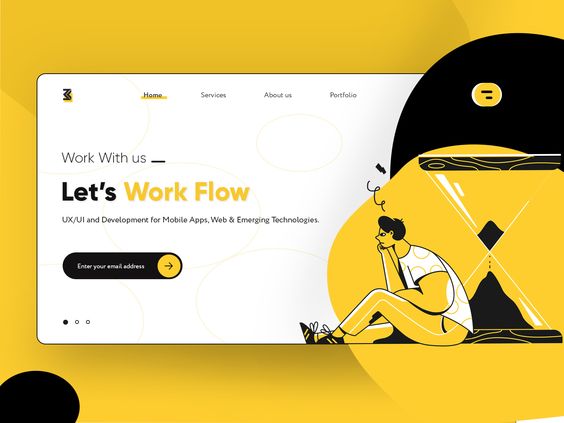 Home Services About us Portfolio
Work With us
Let's Work Flow
UX/UI and Development for Mobile Apps, Web & Emerging Technologies.
Enter your email address